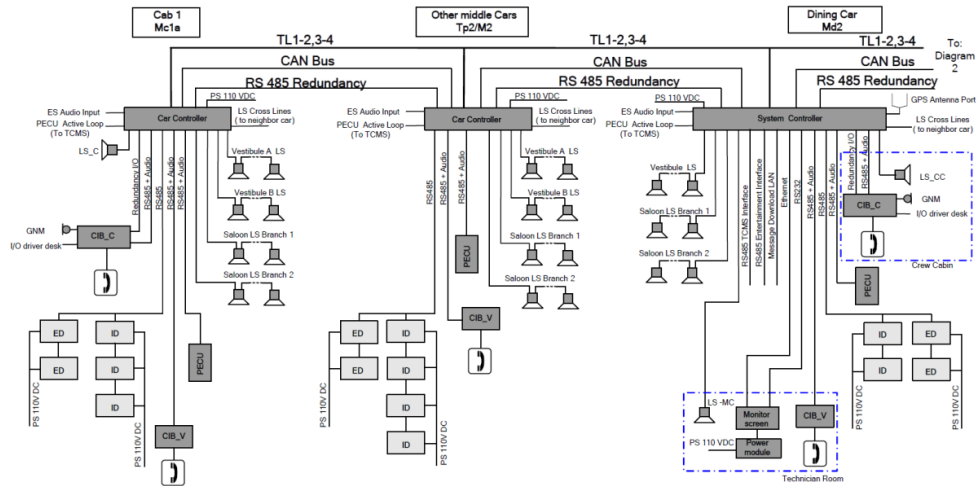 Cab 1
Mc1a
Other middle Cars
Tp2/M2
Dining Car
Md2
TL1-2,3-4
TL1-2,3-4
TL1-2,3-4
To:
Diagram
2
CAN Bus
CAN Bus
CAN Bus
RS 485 Redundancy
RS 485 Redundancy
RS 485 Redundancy
PS 110 VDC
PS 110 VDC
PS 110 VDC
GPS Antenna Port
ES Audio Input
PECU Active Loop
(To TCMS)
Car Controller
LS Cross Lines
( to neighbor car)
ES Audio Input
PECU Active Loop
(To TCMS)
Car Controller
LS Cross Lines
( to neighbor car)
ES Audio Input
PECU Active Loop
(To TCMS)
System Controller
LS Cross Lines
(to neighbor car)
LS_C
Redundancy I/O
RS485 + Audio
RS485
RS485 + Audio
RS485 + Audio
Vestibule A LS
Vestibule B LS
Saloon LS Branch 1
Saloon LS Branch 2
GNM
I/O driver desk
CIB_C
ED
ED
ID
ID
ID
PS 110V DC
PS 110V DC
CIB_V
PECU
RS485
RS485 + Audio
RS485 + Audio
Vestibule A LS
Vestibule B LS
Saloon LS Branch 1
Saloon LS Branch 2
PECU
CIB_V
ED
ED
ID
ID
ID
ID
PS 110V DC
PS 110V DC
Vestibule LS
Saloon LS Branch 1
Saloon LS Branch 2
RS485 TCMS Interface
RS485 Entertainment Interface
Message Download LAN
Ethernet
RS232
RS485 + Audio
RS485
RS485 + Audio
Redundancy I/O
RS485 + Audio
LS_CC
GNM
CIB_C
I/O driver desk
Crew Cabin
PECU
ID
ID
ED
ED
PS 110V DC
PS 110V DC
LS -MC
Monitor
screen
PS 110 VDC
Power
module
CIB_V
Technician Room